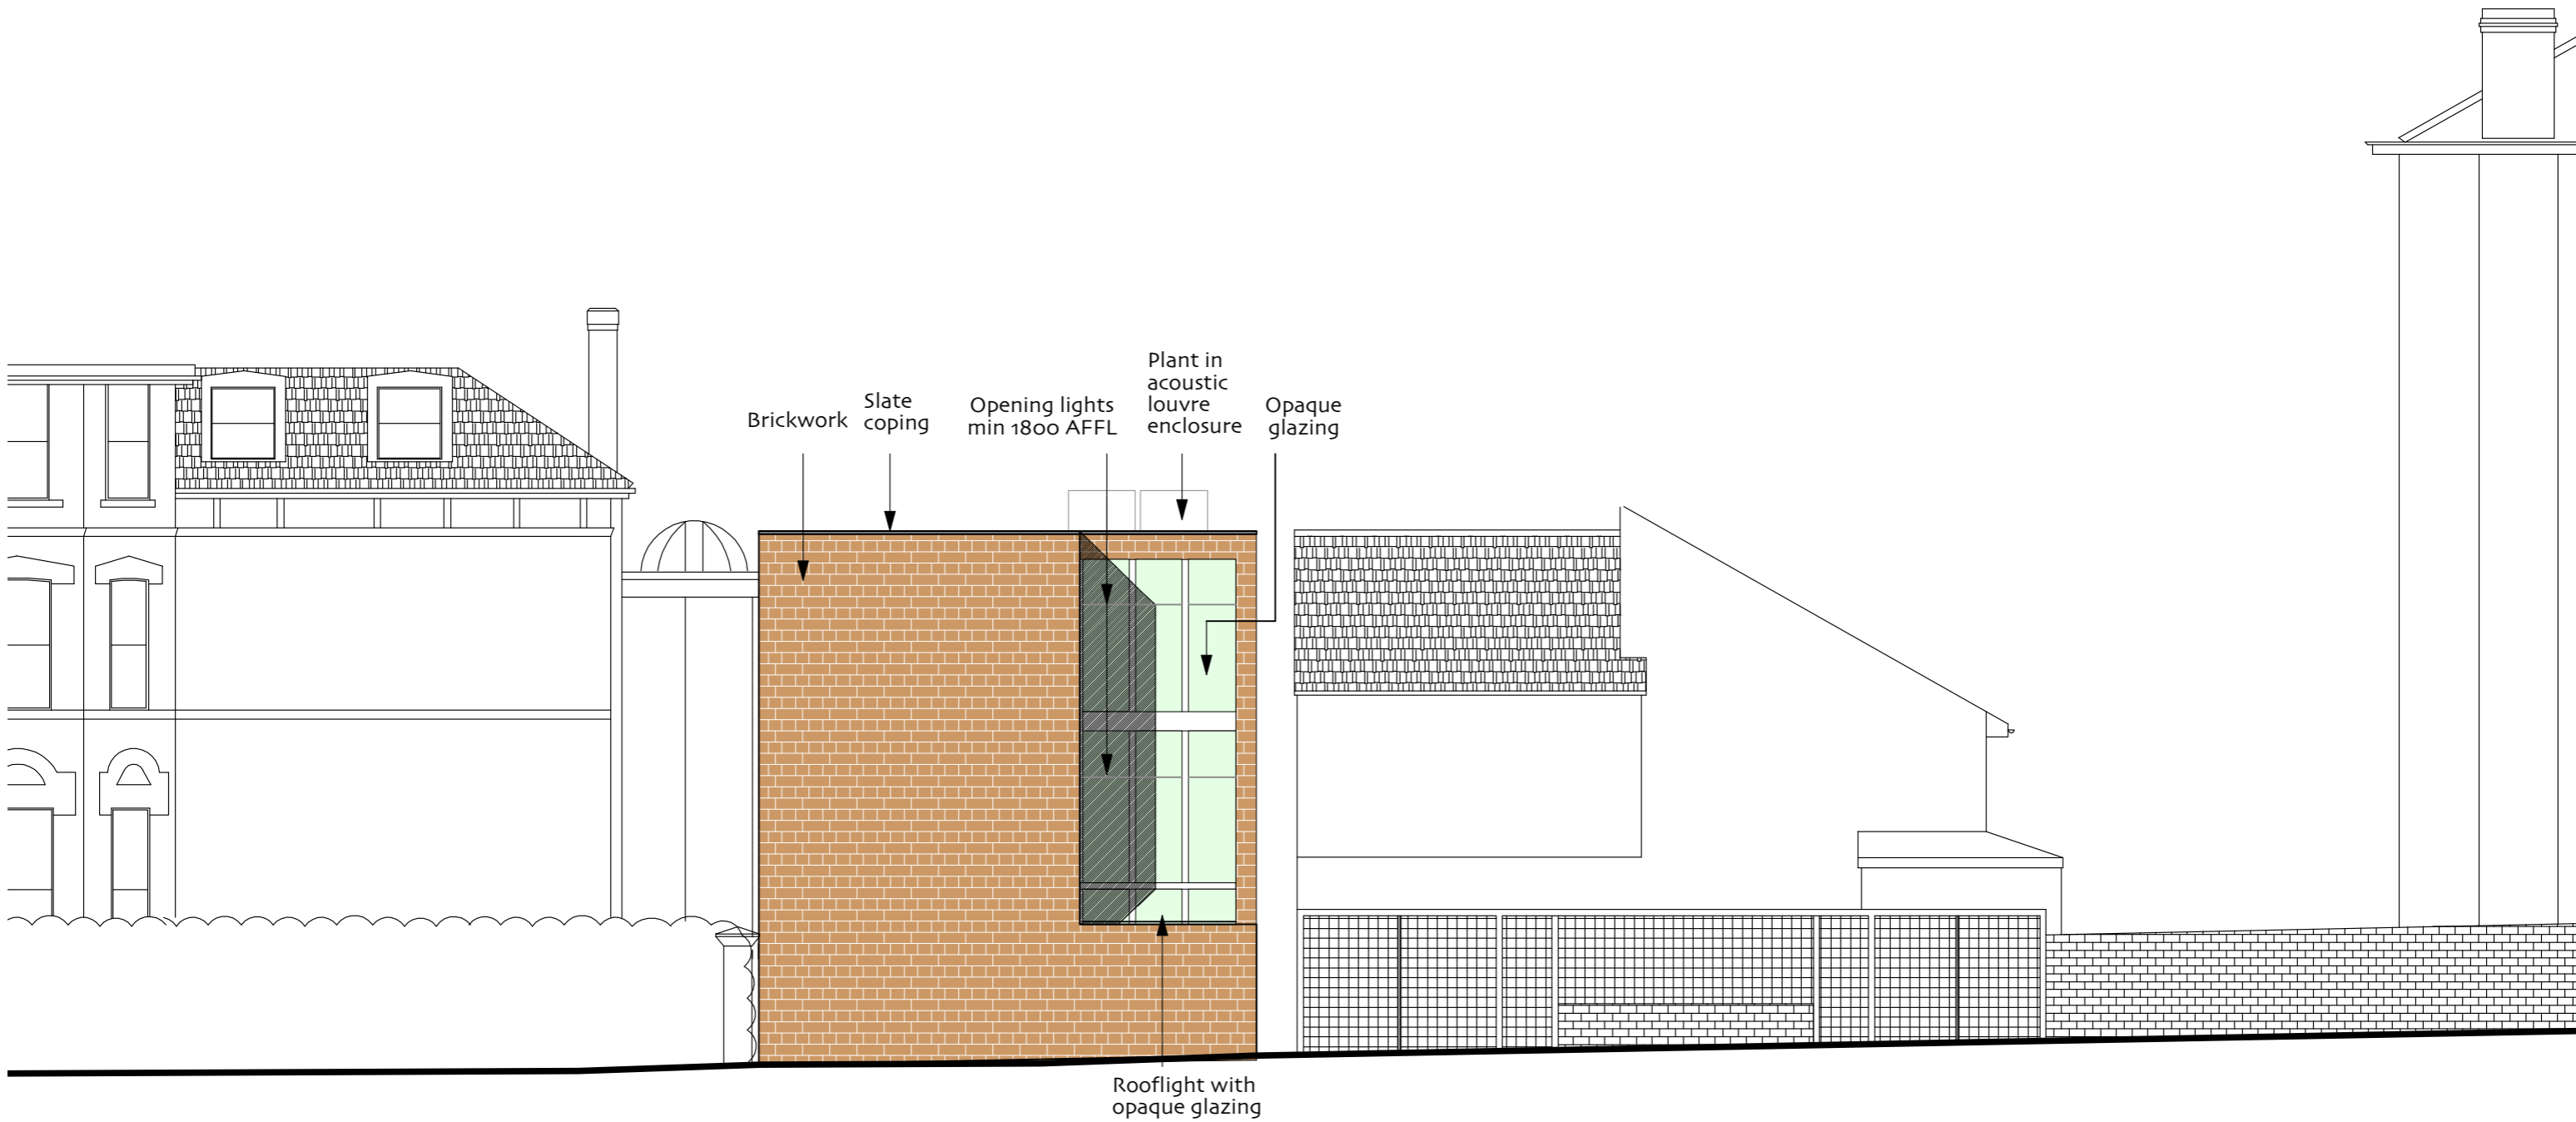 Brickwork
Slate
coping
Opening lights
min 1800 AFFL
Plant in
acoustic
louvre
enclosure
Opaque
glazing
Rooflight with
opaque glazing